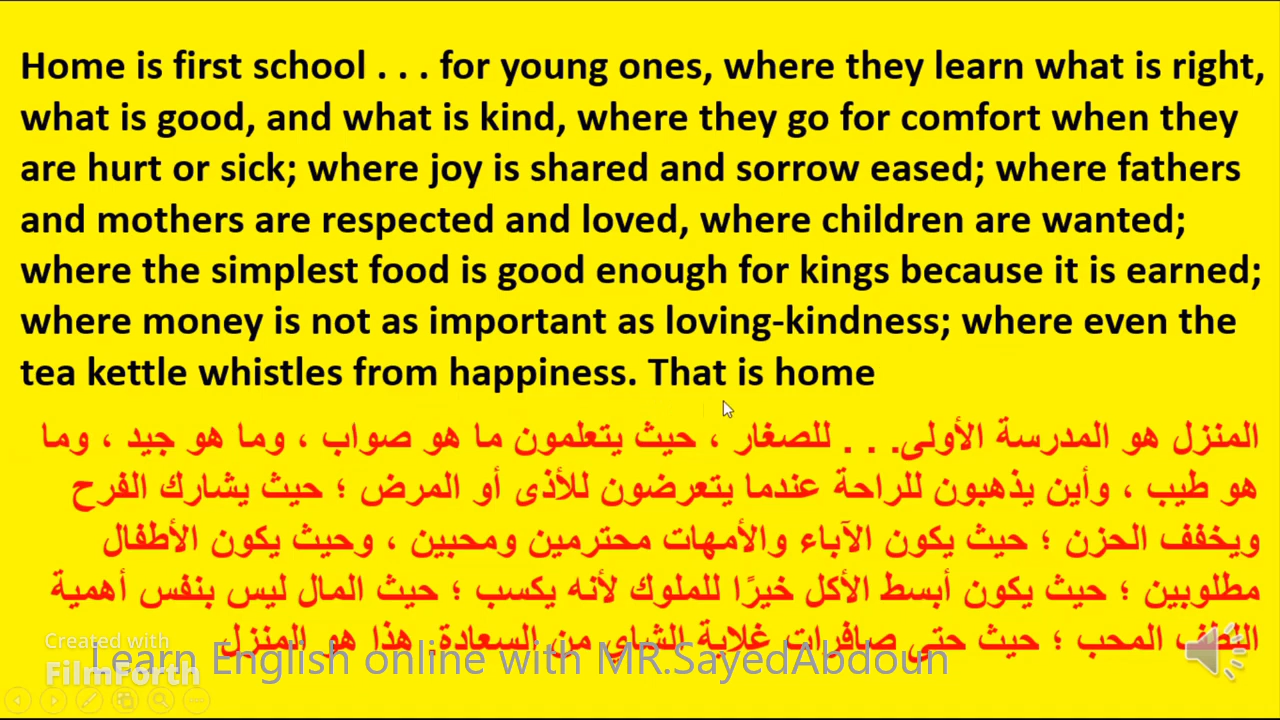 Home is first school . . . for young ones, where they learn what is right,
what is good, and what is kind, where they go for comfort when they
are hurt or sick; where joy is shared and sorrow eased; where fathers
and mothers are respected and loved, where children are wanted;
where the simplest food is good enough for kings because it is earned;
where money is not as important as loving-kindness; where even the
tea kettle whistles from happiness. That is home
المنزل هو المدرسة الأولى. . . للصغار ، حيث يتعلمون ما هو صواب ، وما هو جيد ، وما
هو طيب ، وأين يذهبون للراحة عندما يتعرضون للأذى أو المرض ؛ حيث يشارك الفرح
ويخفف الحزن ؛ حيث يكون الآباء والأمهات محترمين ومحبين ، وحيث يكون الأطفال
مطلوبين ؛ حيث يكون أبسط الأكل خيرًا للملوك لأنه يكسب ؛ حيث المال ليس بنفس أهمية
اللطف المحب ؛ حيث حتى صافرات غلاية الشاي من السعادة. هذا هو المنزل
Created with
FilmForth
Learn English online with MR.SayedAbdoun